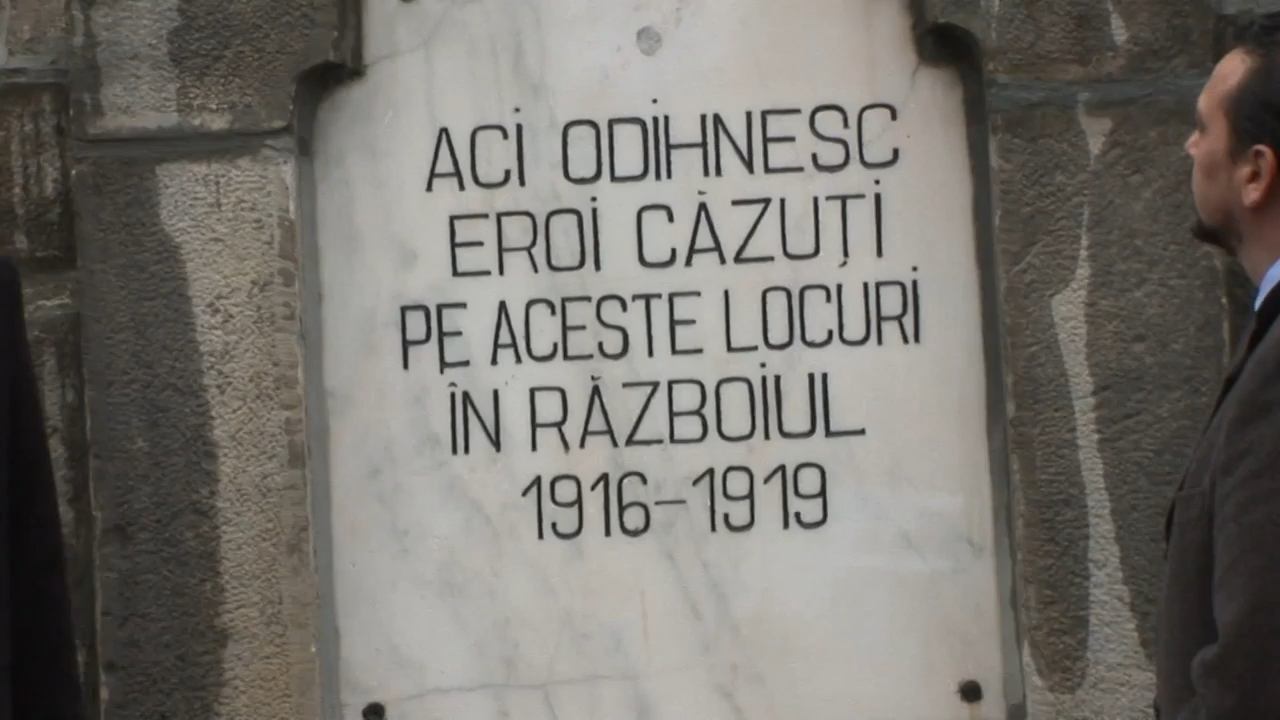 ACI ODIHNESC
EROI CĂZUȚI
PE ACESTE LOCURI
ÎN RĂZBOIUL
1916-1919